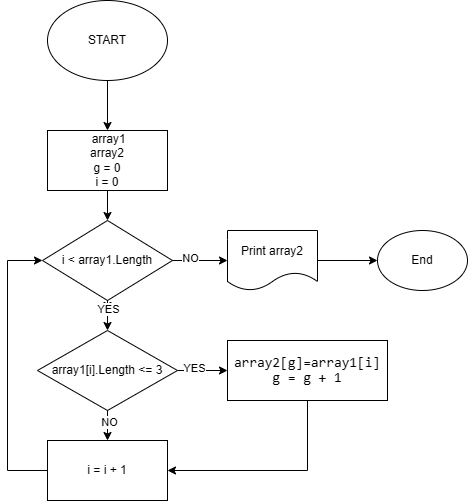 START
array1
array2
g = 0
i = 0
i < array1.Length
NO
Print array2
End
YES
array1[i].Length <= 3
YES
array2[g]=array1[i]
g = g + 1
NO
i = i + 1